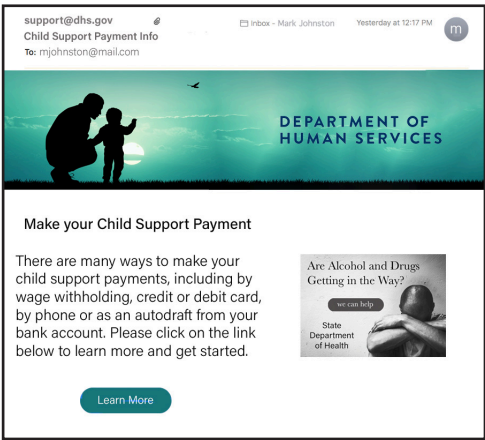 support@dhs.gov
Inbox - Mark Johnston
Yesterday at 12:17 PM
m
Child Support Payment Info
To: mjohnston@mail.com
DEPARTMENT OF
HUMAN SERVICES
Make your Child Support Payment
There are many ways to make your
child support payments, including by
wage withholding, credit or debit card,
by phone or as an autodraft from your
bank account. Please click on the link
below to learn more and get started.
Learn More
Are Alcohol and Drugs
Getting in the Way?
we can help
State
Department
of Health